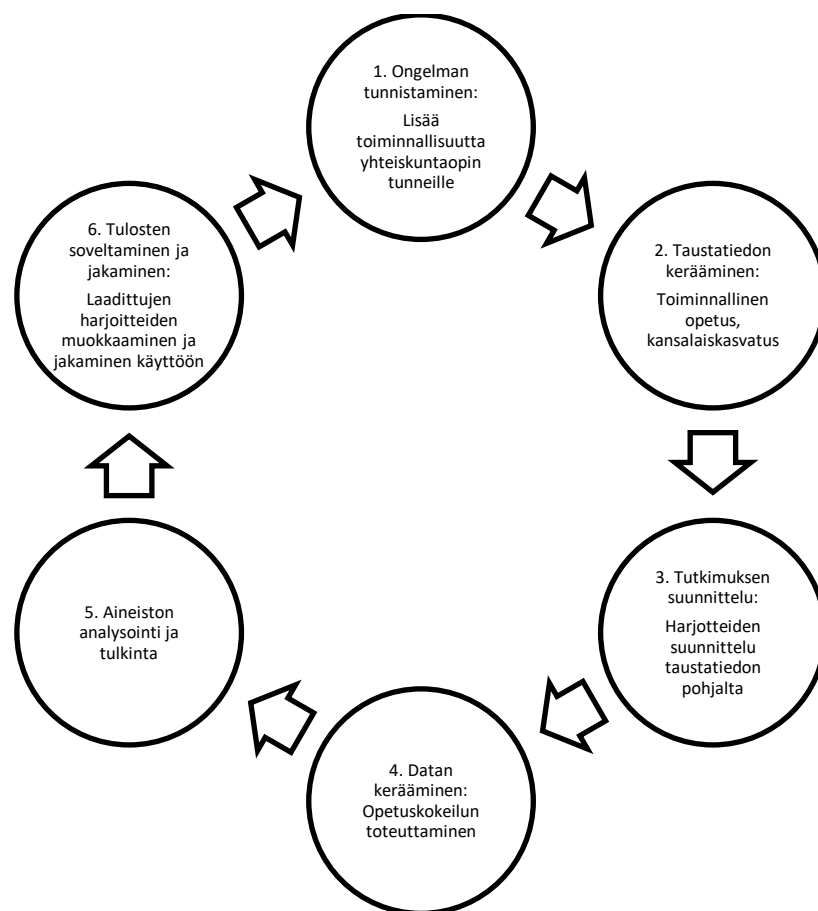 1. Ongelman
tunnistaminen:
Lisää
toiminnallisuutta
yhteiskuntaopin
tunneille
2. Taustatiedon
kerääminen:
Toiminnallinen
opetus,
kansalaiskasvatus
3. Tutkimuksen
suunnittelu:
Harjotteiden
suunnittelu
taustatiedon
pohjalta
4. Datan
kerääminen:
Opetuskokeilun
toteuttaminen
5. Aineiston
analysointi ja
tulkinta
6. Tulosten
soveltaminen ja
jakaminen:
Laadittujen
harjoitteiden
muokkaaminen ja
jakaminen käyttöön